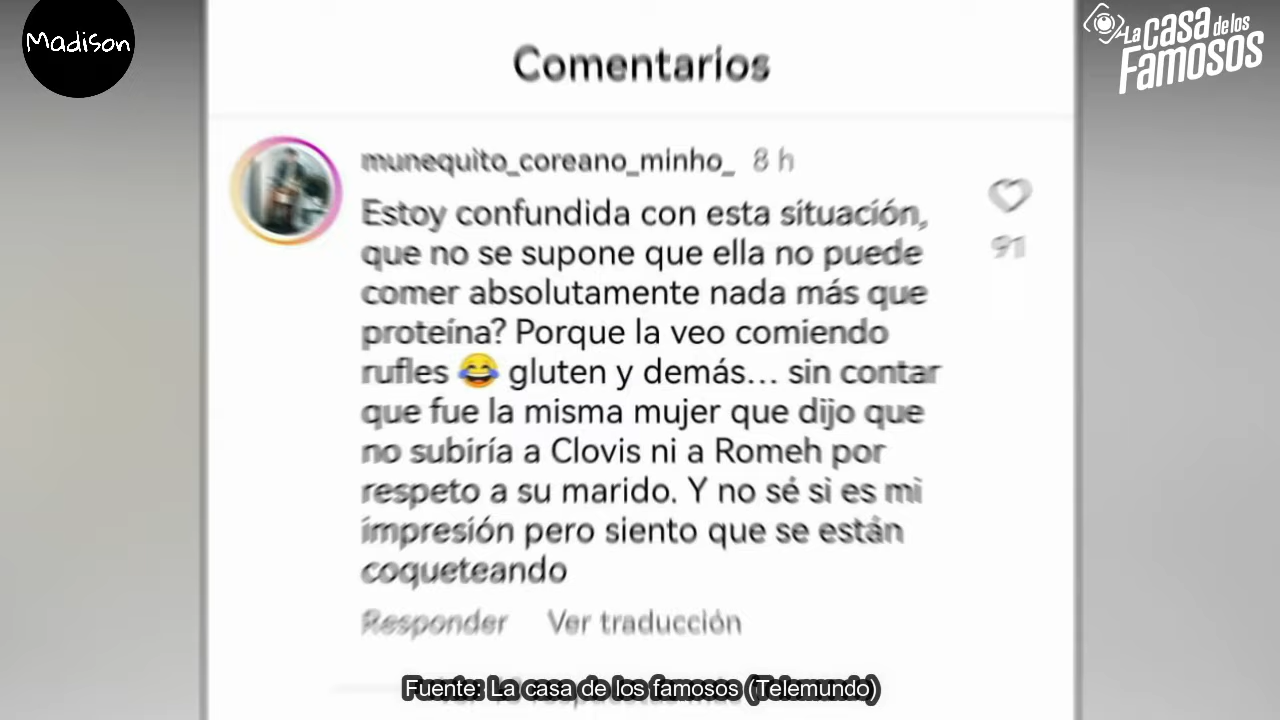 Madison
La casa de los Famosos
Comentarios
munequito_coreano_minho_ 8 h
Estoy confundida con esta situación,
que no se supone que ella no puede
comer absolutamente nada más que
proteína? Porque la veo comiendo
rufles 😂 gluten y demás... sin contar
que fue la misma mujer que dijo que
no subiría a Clovis ni a Romeh por
respeto a su marido. Y no sé si es mi
impresión pero siento que se están
coqueteando
91
Responder Ver traducción
Fuente: La casa de los famosos (Telemundo)